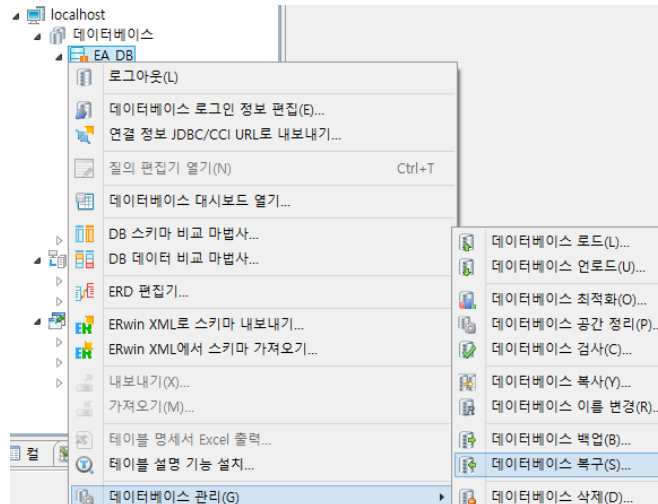 localhost
데이터베이스
EA_DB
로그아웃(L)
데이터베이스 로그인 정보 편집(E)...
연결 정보 JDBC/CCI URL로 내보내기...
질의 편집기 열기(N) Ctrl+T
데이터베이스 대시보드 열기...
DB 스키마 비교 마법사...
DB 데이터 비교 마법사...
ERD 편집기...
ERwin XML로 스키마 내보내기...
ERwin XML에서 스키마 가져오기...
내보내기(X)...
가져오기(M)...
테이블 명세서 Excel 출력...
테이블 설명 기능 설치...
데이터베이스 관리(G)
데이터베이스 로드(L)...
데이터베이스 언로드(U)...
데이터베이스 최적화(O)...
데이터베이스 공간 정리(P)...
데이터베이스 검사(C)...
데이터베이스 복사(Y)...
데이터베이스 이름 변경(R)...
데이터베이스 백업(B)...
데이터베이스 복구(S)...
데이터베이스 삭제(D)...
컬